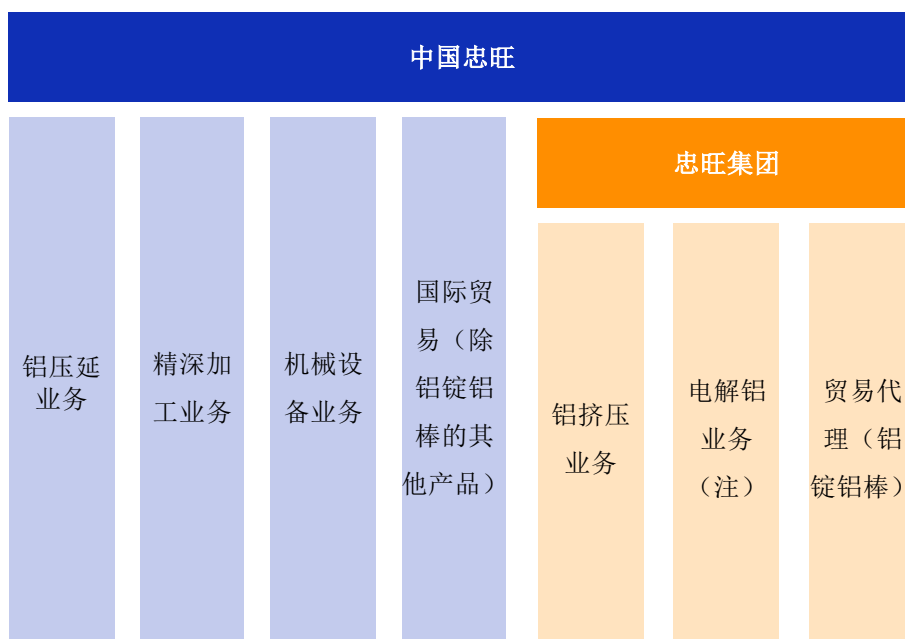 中国忠旺
忠旺集团
铝压延
业务
精深加
工业务
机械设
备业务
国际贸
易（除
铝锭铝
棒的其
他产品）
铝挤压
业务
电解铝
业务
（注）
贸易代
理（铝
锭铝棒）